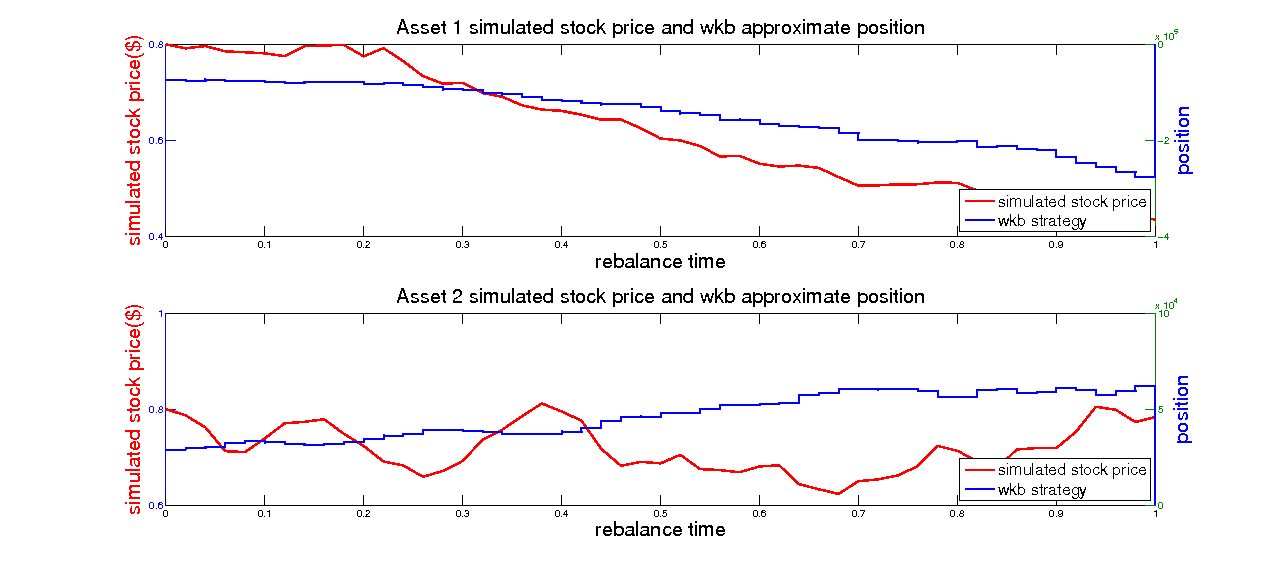 Asset 1 simulated stock price and wkb approximate position
x 10^5
simulated stock price($)
0.8
0.6
0.4
0
-2
-4
position
simulated stock price
wkb strategy
0 0.1 0.2 0.3 0.4 0.5 0.6 0.7 0.8 0.9 1
rebalance time
Asset 2 simulated stock price and wkb approximate position
x 10^4
simulated stock price($)
1
0.8
0.6
10
5
0
position
simulated stock price
wkb strategy
0 0.1 0.2 0.3 0.4 0.5 0.6 0.7 0.8 0.9 1
rebalance time